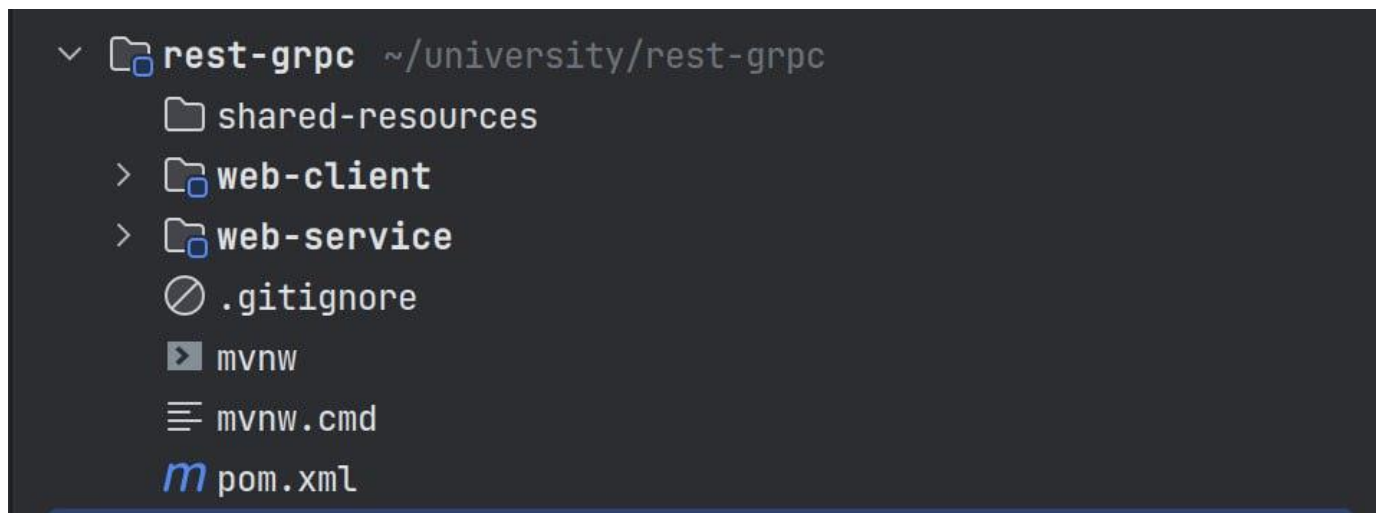 rest-grpc ~/university/rest-grpc
shared-resources
web-client
web-service
.gitignore
mvnw
mvnw.cmd
m pom.xml